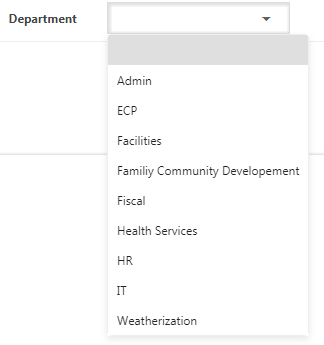 Department
Admin
ECP
Facilities
Familiy Community Developement
Fiscal
Health Services
HR
IT
Weatherization